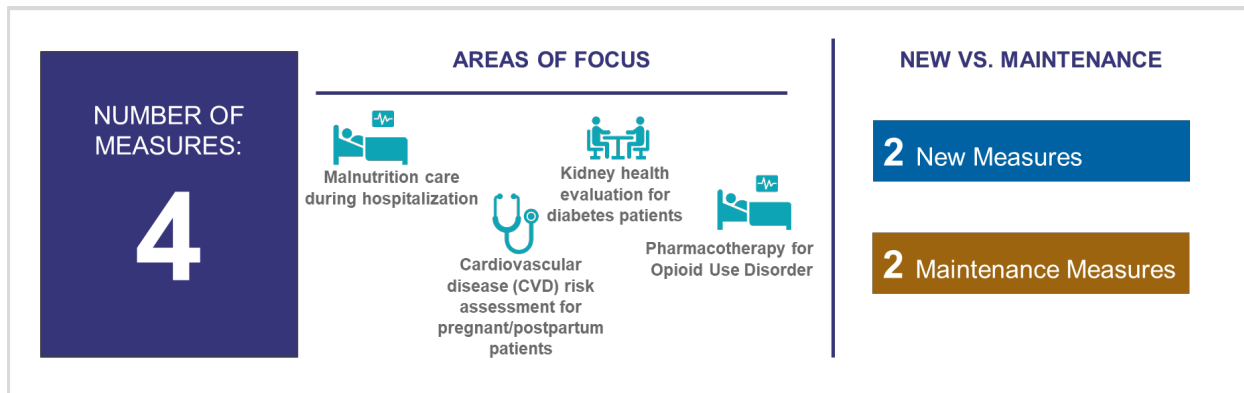 NUMBER OF
MEASURES:
4
AREAS OF FOCUS
Malnutrition care
during hospitalization
Cardiovascular
disease (CVD) risk
assessment for
pregnant/postpartum
patients
Kidney health
evaluation for
diabetes patients
Pharmacotherapy for
Opioid Use Disorder
NEW VS. MAINTENANCE
2 New Measures
2 Maintenance Measures